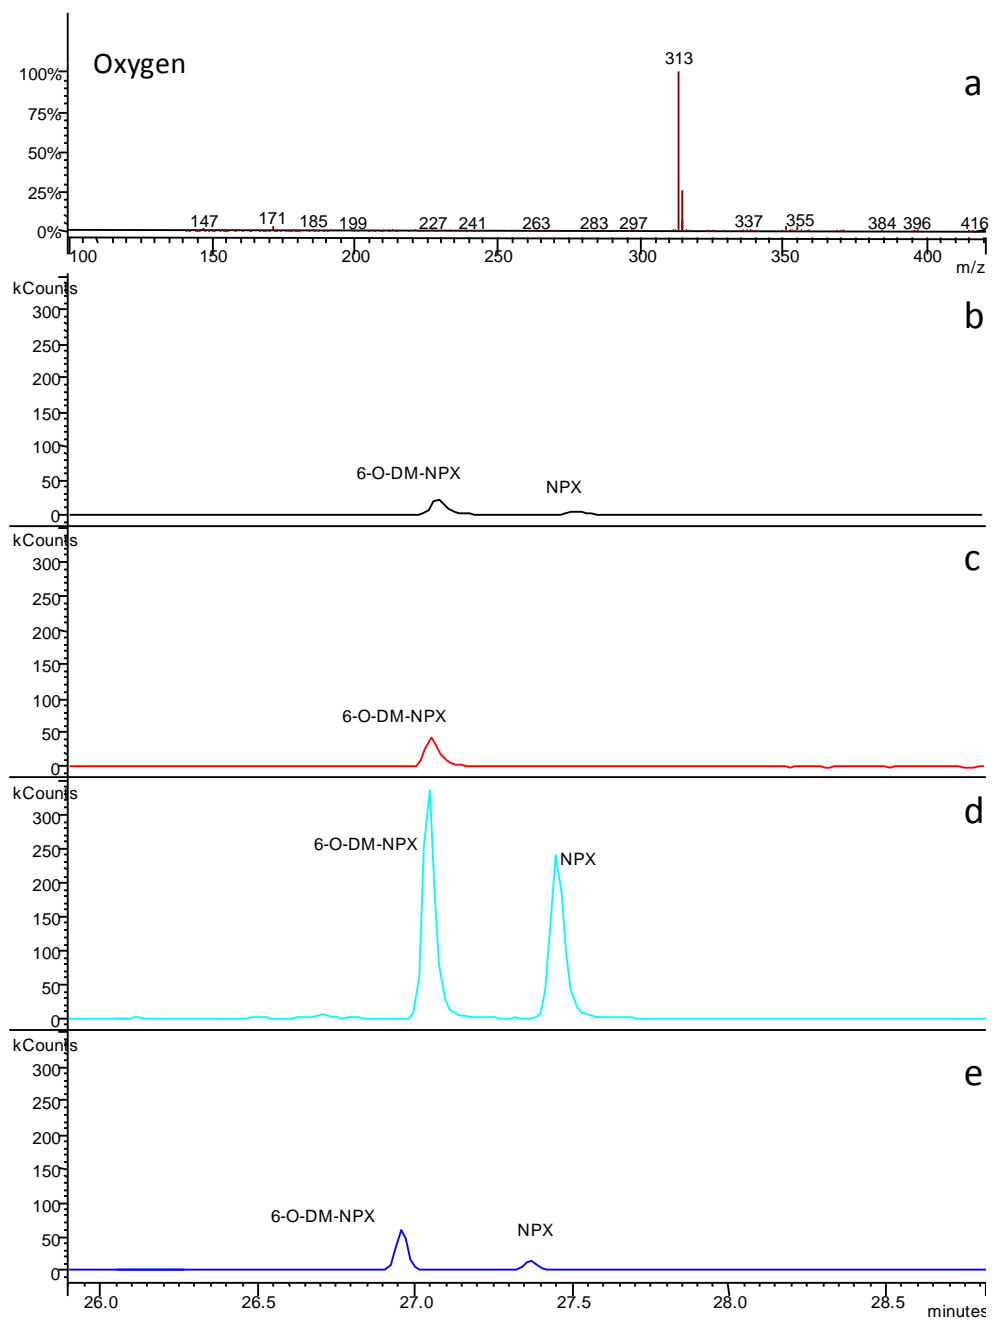 Oxygen
a
313
100%
75%
50%
25%
0%
147 171 185 199 227 241 263 283 297 337 355 384 396 416
100 150 200 250 300 350 400
m/z
kCounts
b
300
250
200
150
100
50
0
6-O-DM-NPX
NPX
kCounts
c
300
250
200
150
100
50
0
6-O-DM-NPX
kCounts
d
300
250
200
150
100
50
0
6-O-DM-NPX
NPX
kCounts
e
300
250
200
150
100
50
0
6-O-DM-NPX
NPX
26.0 26.5 27.0 27.5 28.0 28.5
minutes